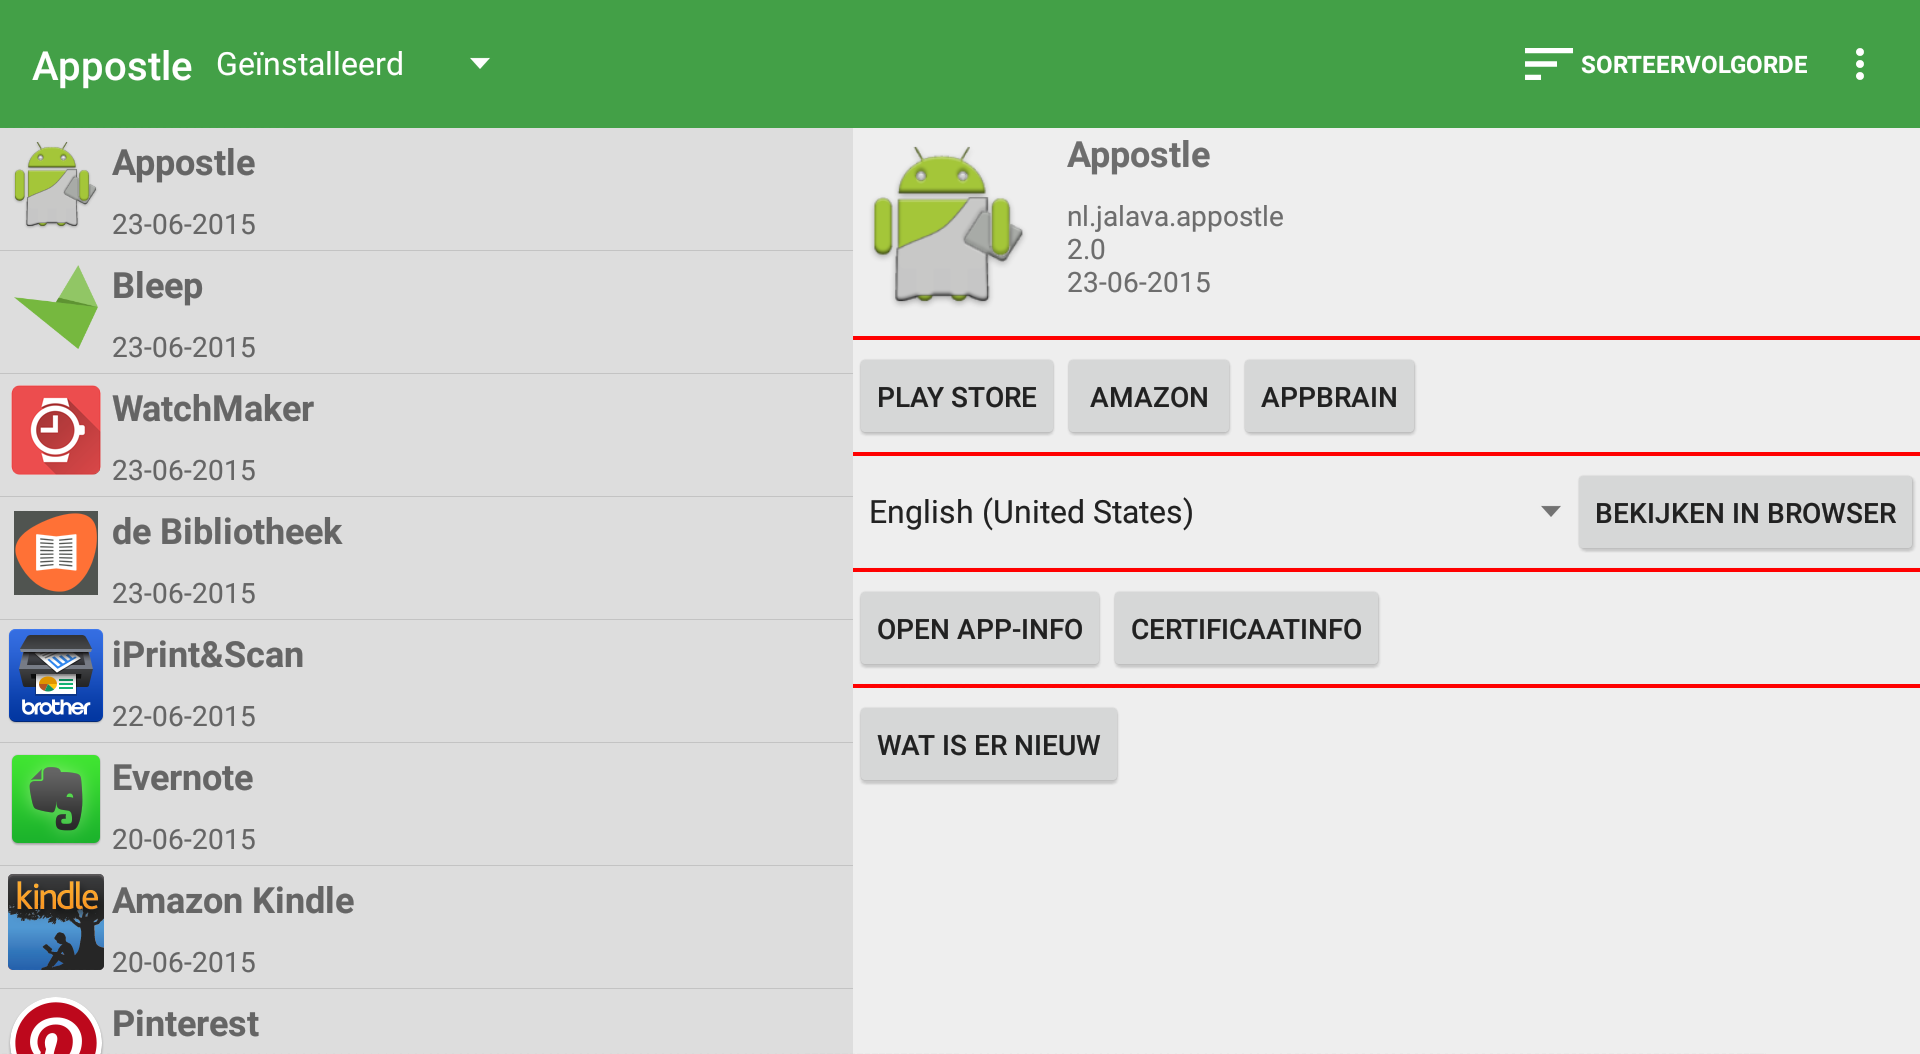 Appostle Geïnstalleerd
SORTEERVOLGORDE
Appostle
23-06-2015
Bleep
23-06-2015
WatchMaker
23-06-2015
de Bibliotheek
23-06-2015
brother
iPrint&Scan
22-06-2015
Evernote
20-06-2015
kindle
Amazon Kindle
20-06-2015
Pinterest
Appostle
nl.jalava.appostle
2.0
23-06-2015
PLAY STORE AMAZON APPBRAIN
English (United States) BEKIJKEN IN BROWSER
OPEN APP-INFO CERTIFICAATINFO
WAT IS ER NIEUW